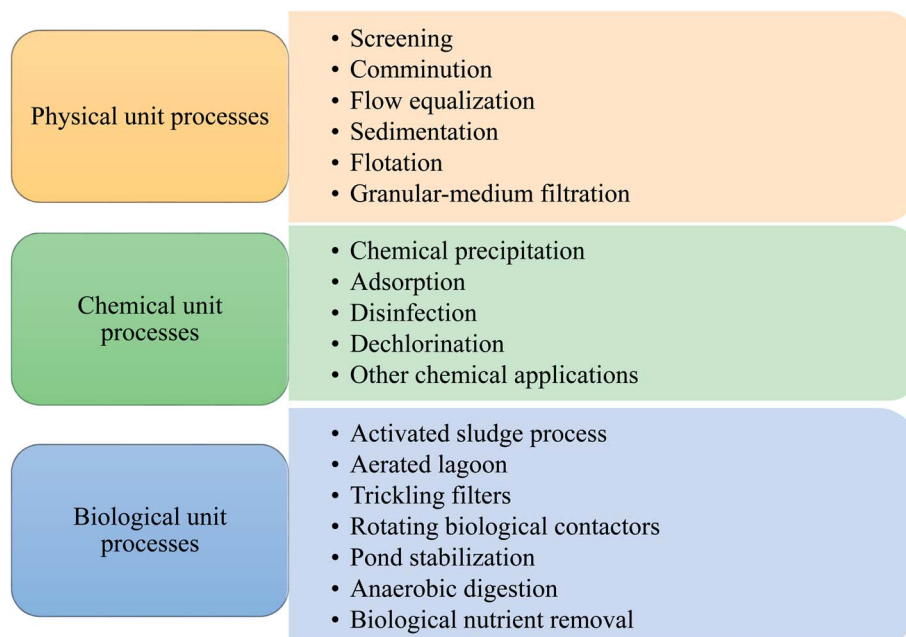 Physical unit processes
• Screening
• Comminution
• Flow equalization
• Sedimentation
• Flotation
• Granular-medium filtration
Chemical unit
processes
• Chemical precipitation
• Adsorption
• Disinfection
• Dechlorination
• Other chemical applications
Biological unit
processes
• Activated sludge process
• Aerated lagoon
• Trickling filters
• Rotating biological contactors
• Pond stabilization
• Anaerobic digestion
• Biological nutrient removal